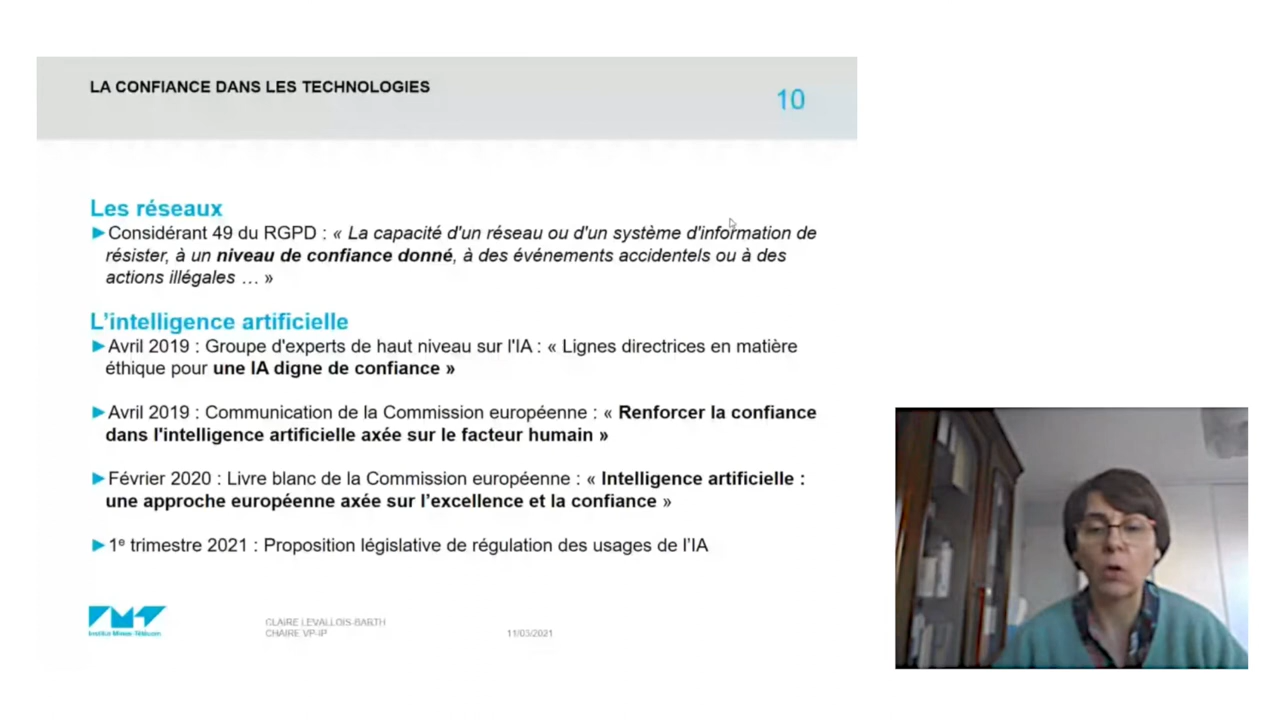 LA CONFIANCE DANS LES TECHNOLOGIES
10
Les réseaux
►Considérant 49 du RGPD : « La capacité d'un réseau ou d'un système d'information de
résister, à un niveau de confiance donné, à des événements accidentels ou à des
actions illégales … »
L’intelligence artificielle
►Avril 2019 : Groupe d'experts de haut niveau sur l'IA : « Lignes directrices en matière
éthique pour une IA digne de confiance »
►Avril 2019 : Communication de la Commission européenne : « Renforcer la confiance
dans l'intelligence artificielle axée sur le facteur humain »
►Février 2020 : Livre blanc de la Commission européenne : « Intelligence artificielle :
une approche européenne axée sur l’excellence et la confiance »
►1e trimestre 2021 : Proposition législative de régulation des usages de l’IA
Institut Mines-Télécom
CLAIRE LEVALLOIS-BARTH
CHAIRE VP-IP
11/03/2021